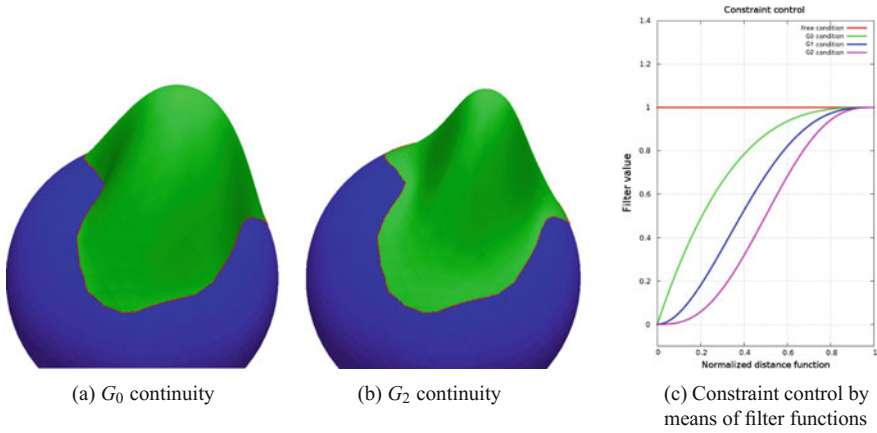 Constraint control
Free condition
G0 condition
G1 condition
G2 condition
1.4
1.2
1
0.8
0.6
0.4
0.2
0
Filter value
0 0.2 0.4 0.6 0.8 1
Normalized distance function
(a) G0 continuity
(b) G2 continuity
(c) Constraint control by
means of filter functions